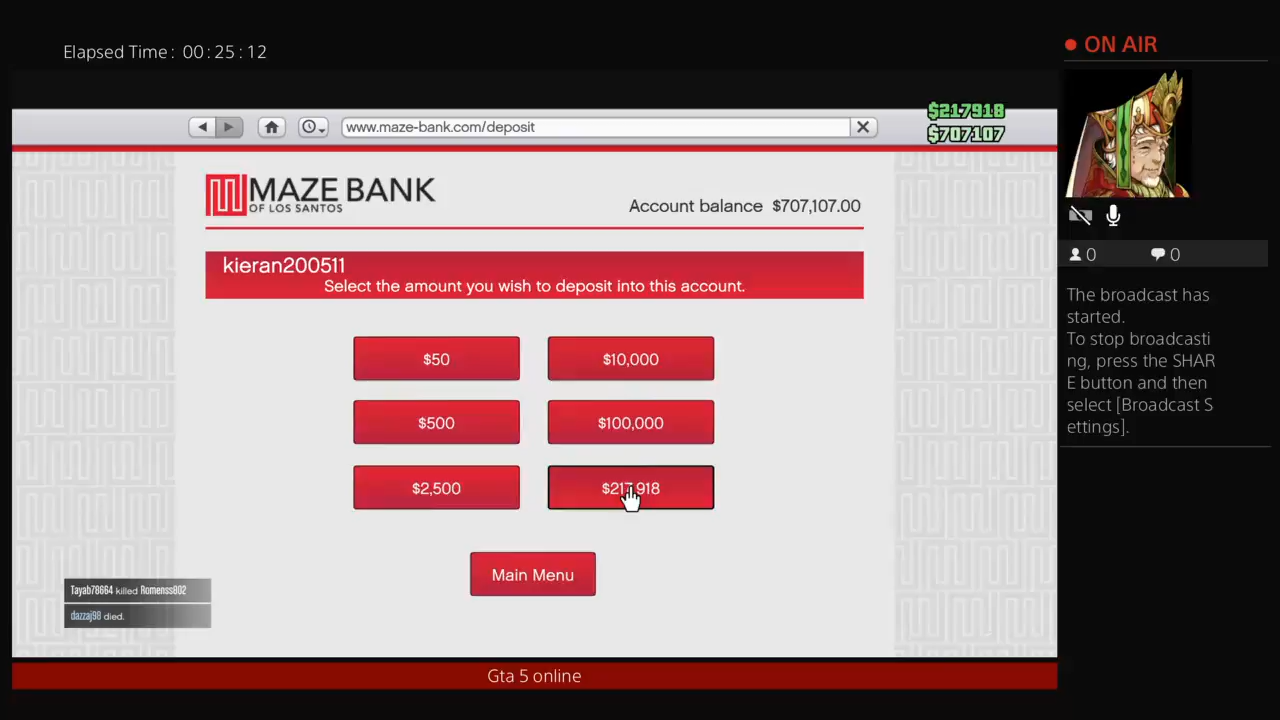 Elapsed Time: 00:25:12
ON AIR
$217918
$707107
www.maze-bank.com/deposit
MAZE BANK
OF LOS SANTOS
Account balance $707,107.00
kieran200511
Select the amount you wish to deposit into this account.
$50
$10,000
$500
$100,000
$2,500
$217,918
Main Menu
Tayab78664 killed Romenss802
dazzaj98 died.
Gta 5 online
0
0
The broadcast has
started.
To stop broadcasti
ng, press the SHAR
E button and then
select [Broadcast S
ettings].